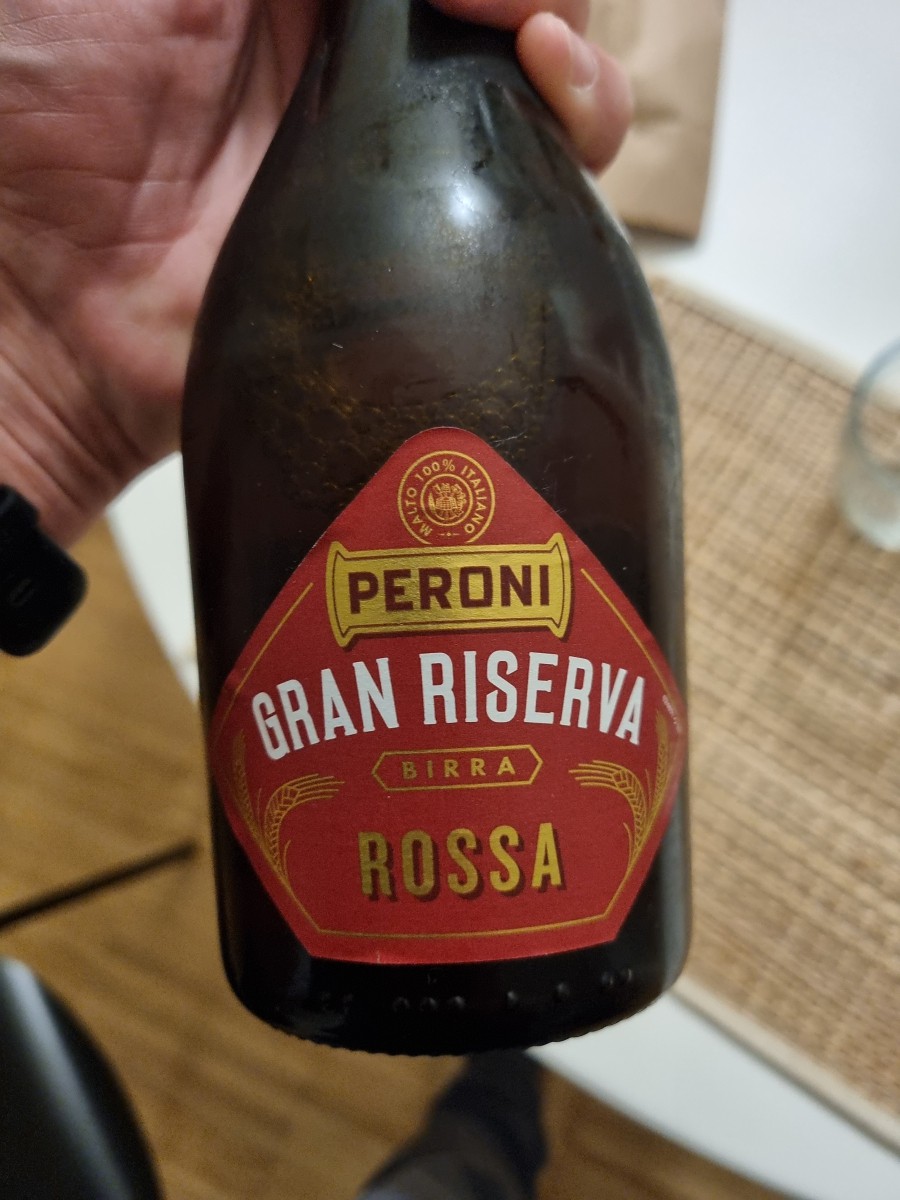 MALTO 100% ITALIANO
PERONI
GRAN RISERVA
BIRRA
ROSSA